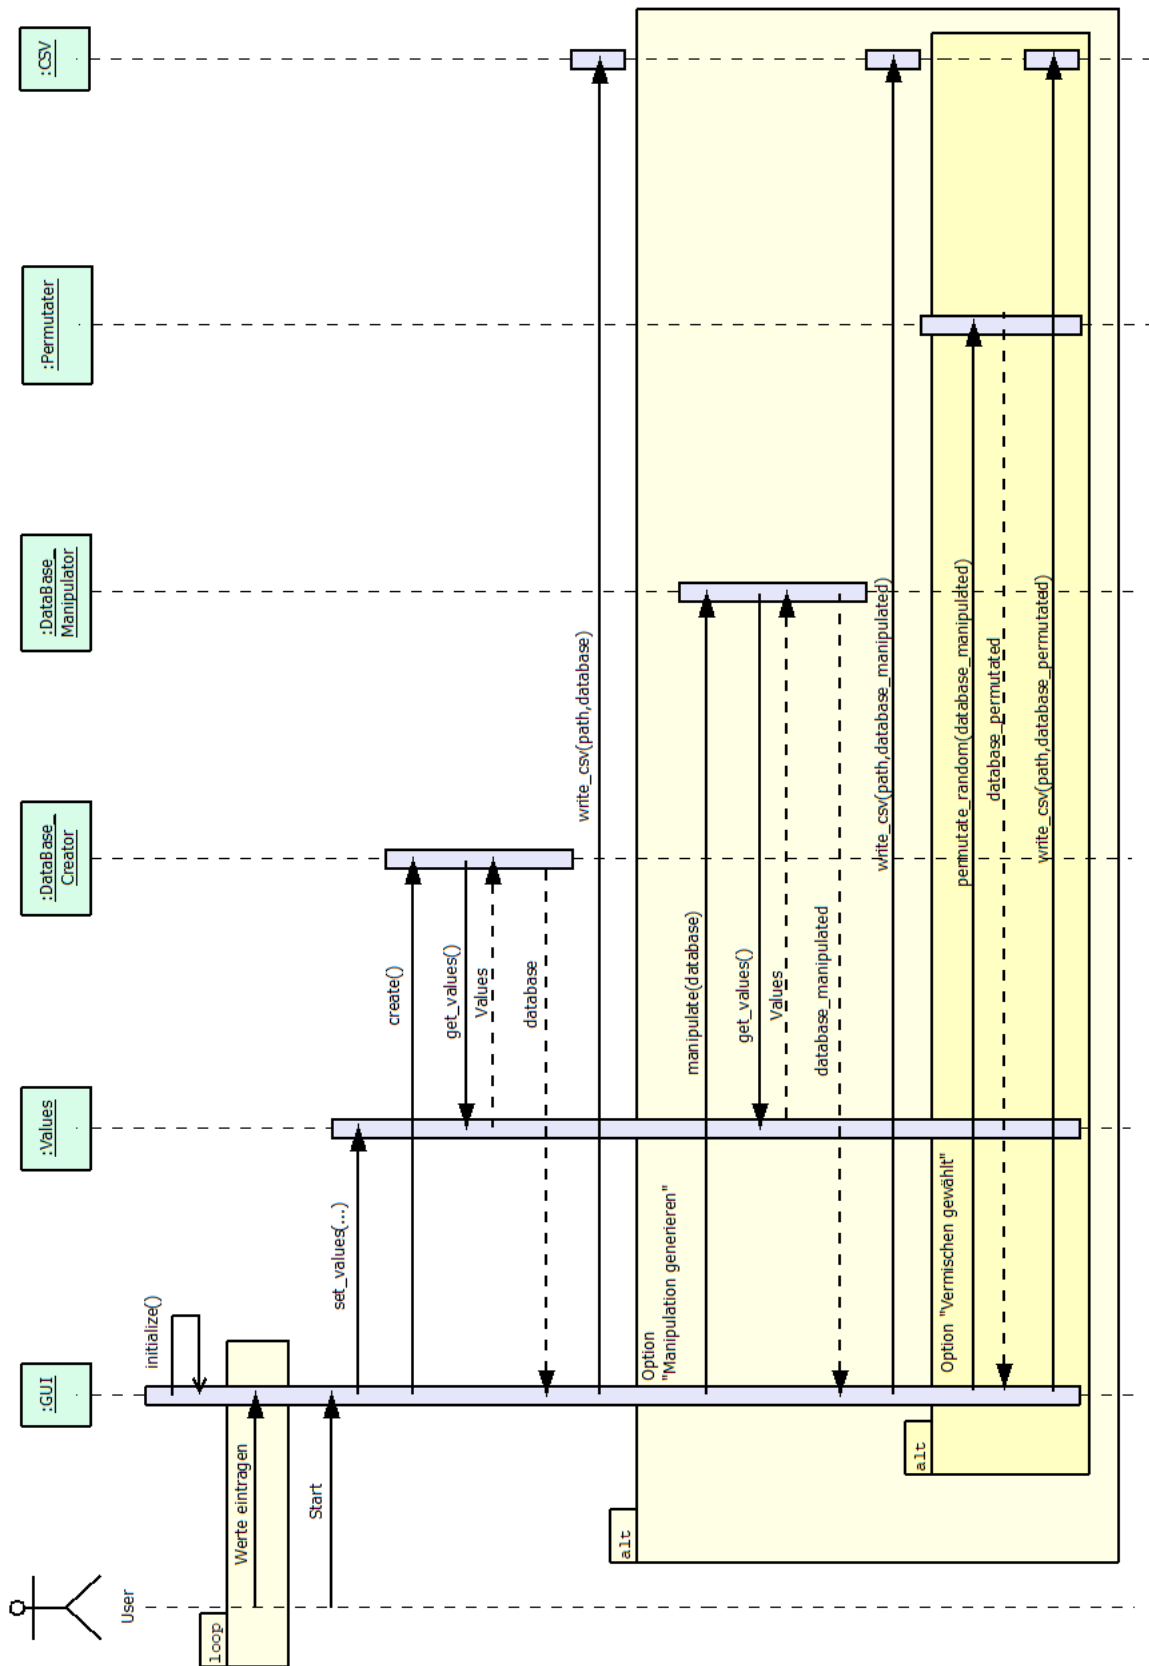 User
:GUI
:Values
:DataBase_
Creator
:DataBase_
Manipulator
:Permutater
:CSV
initialize()
loop
Werte eintragen
Start
set_values(...)
create()
get_values()
Values
database
write_csv(path,database)
alt
Option
"Manipulation generieren"
manipulate(database)
get_values()
Values
database_manipulated
write_csv(path,database_manipulated)
alt
Option "Vermischen gewählt"
permutate_random(database_manipulated)
database_permutated
write_csv(path,database_permutated)